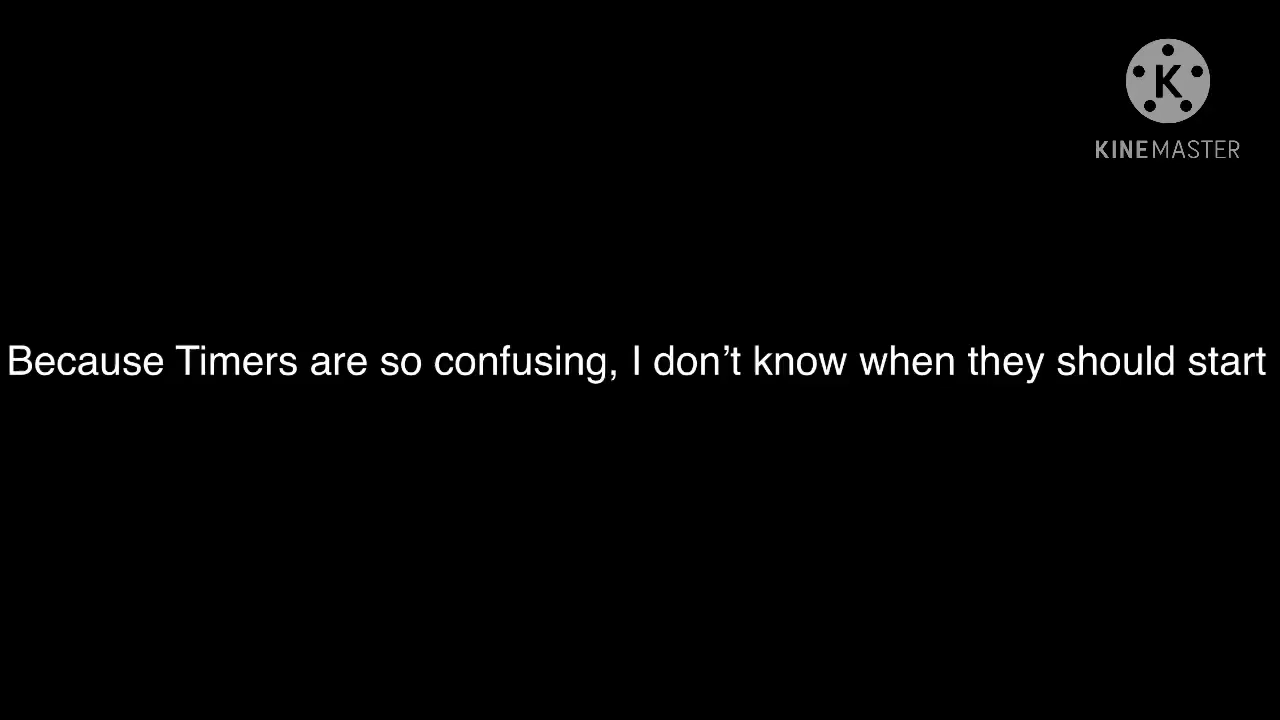 K
KINEMASTER
Because Timers are so confusing, I don’t know when they should start